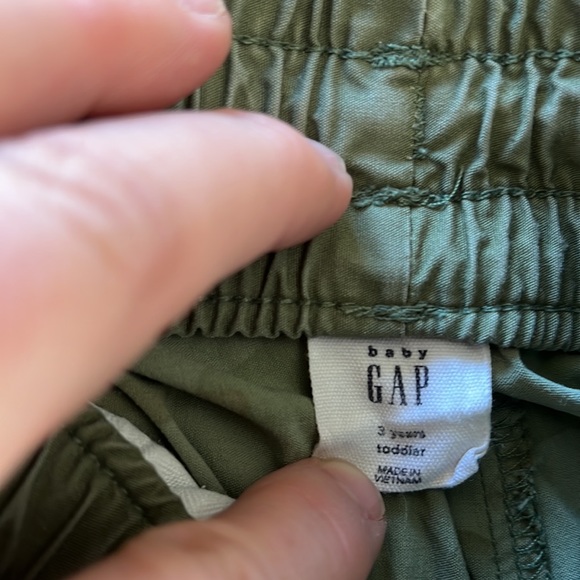 baby
GAP
3 years
toddler
MADE IN
VIETNAM